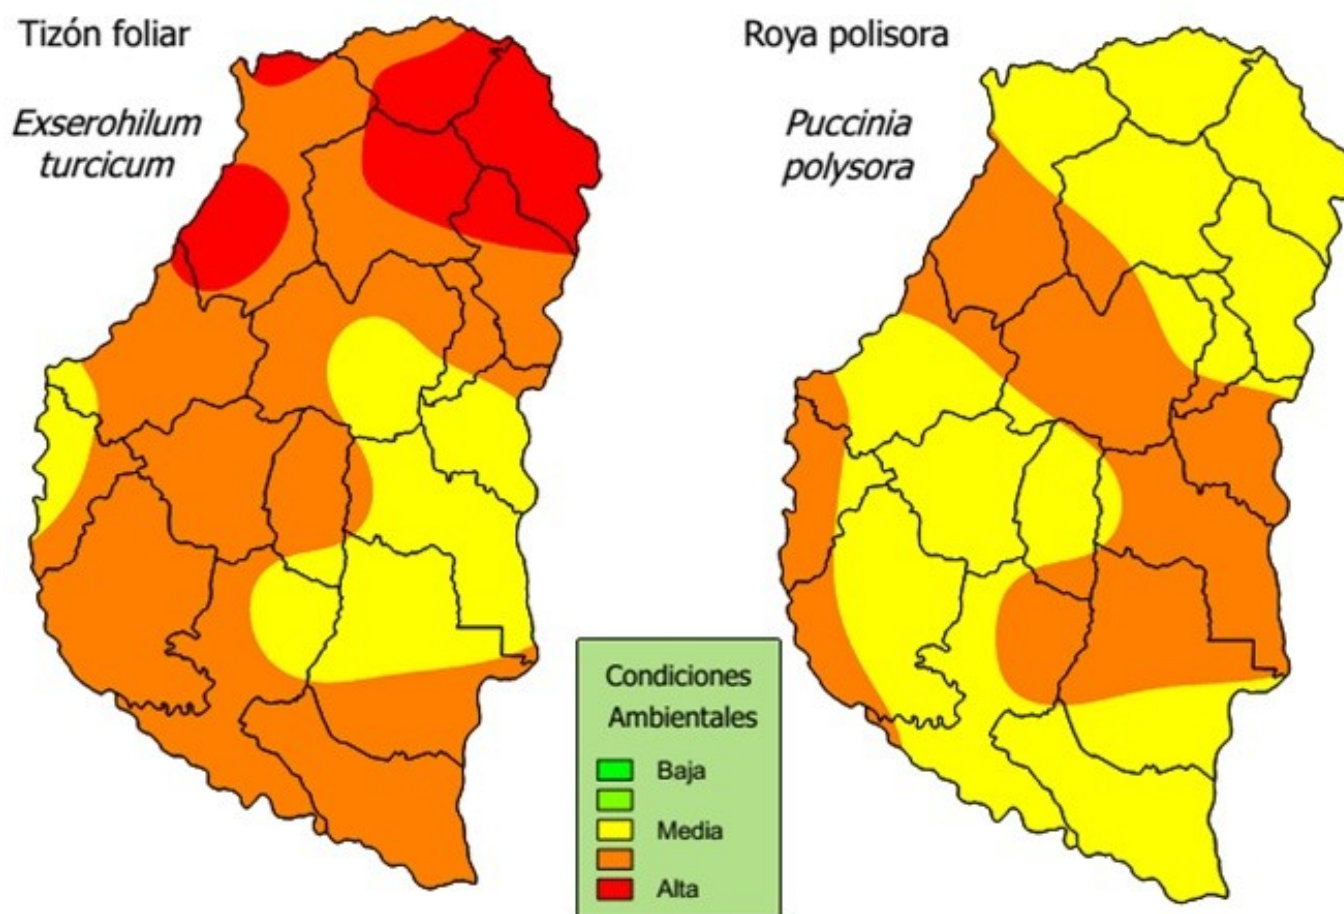 Tizón foliar
Exserohilum
turcicum
Roya polisora
Puccinia
polysora
Condiciones
Ambientales
Baja
Media
Alta